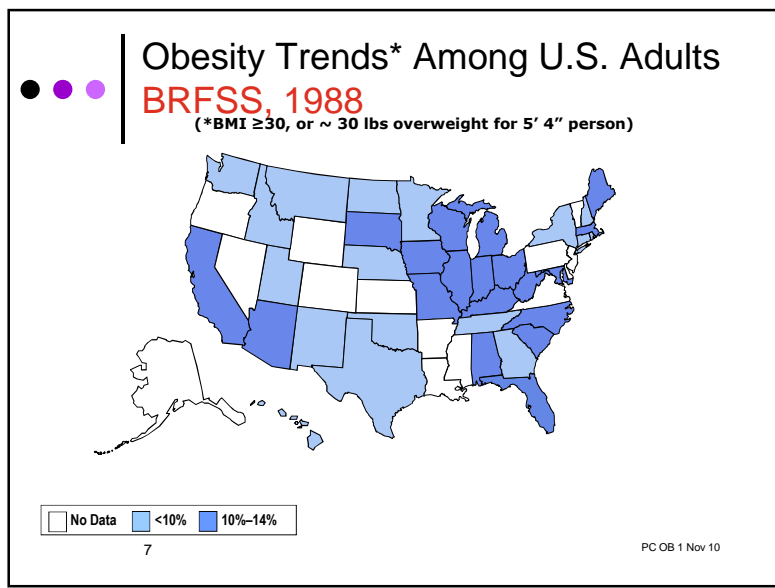 Obesity Trends* Among U.S. Adults
BRFSS, 1988
(*BMI ≥30, or ~ 30 lbs overweight for 5’ 4” person)
No Data <10% 10%–14%
7
PC OB 1 Nov 10